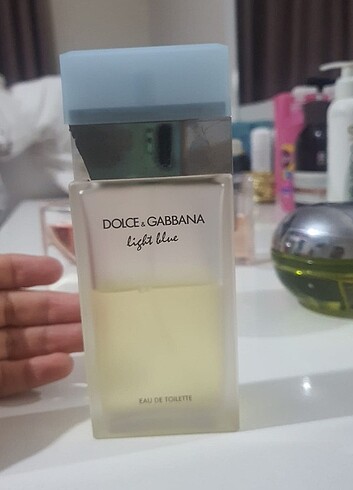 DOLCE & GABBANA
light blue
EAU DE TOILETTE